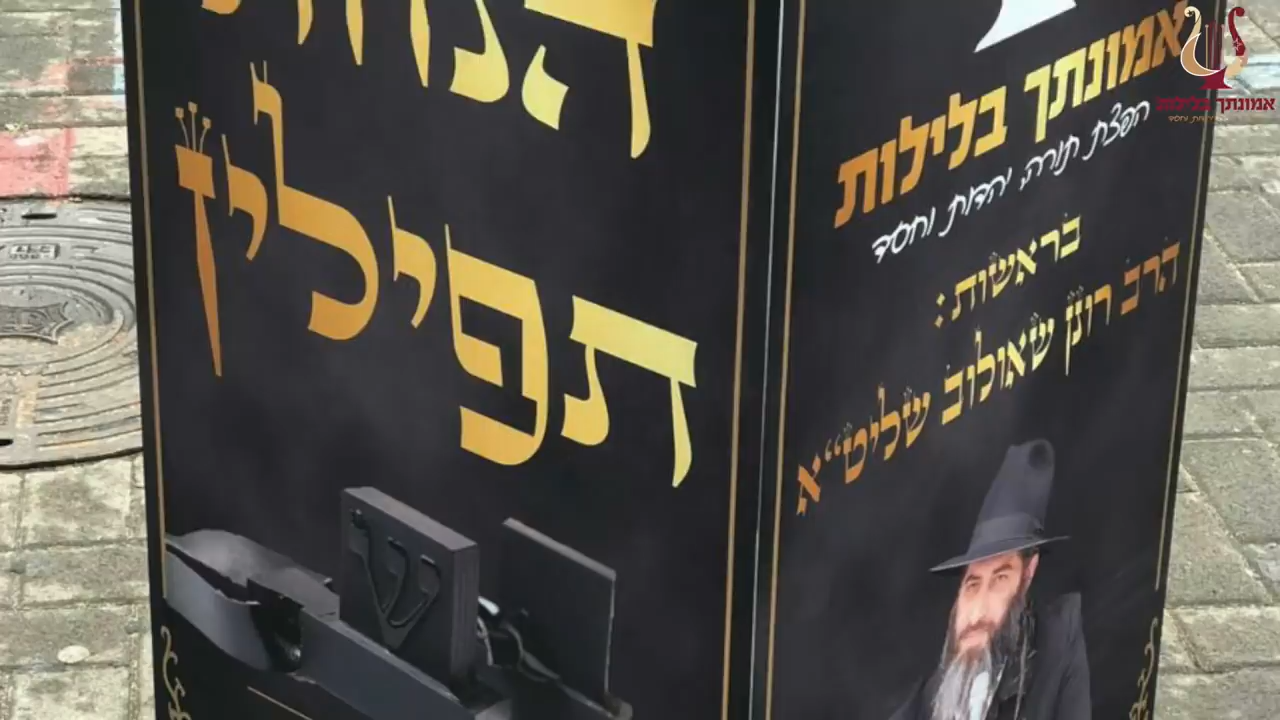 הנחת
תפילין
אמונתך בלילות
הפצת תורה, יהדות וחסד
בראשות:
הרב רונן שאולוב שליט"א
אמונתך בלילות